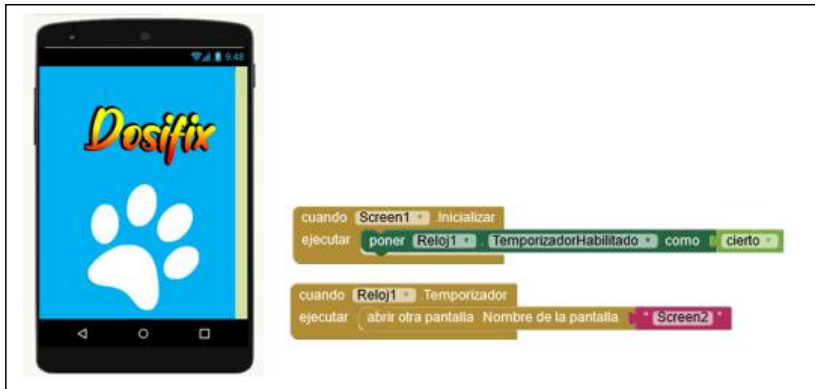 9:48
Dosifix
cuando Screen1 .Inicializar
ejecutar poner Reloj1 . TemporizadorHabilitado como cierto
cuando Reloj1 .Temporizador
ejecutar abrir otra pantalla Nombre de la pantalla " Screen2 "